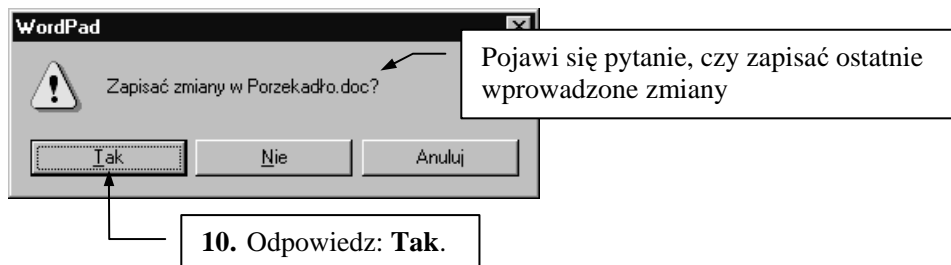 WordPad
Pojawi się pytanie, czy zapisać ostatnie
wprowadzone zmiany
Zapisać zmiany w Porzekadło.doc?
Tak
Nie
Anuluj
10. Odpowiedz: Tak.